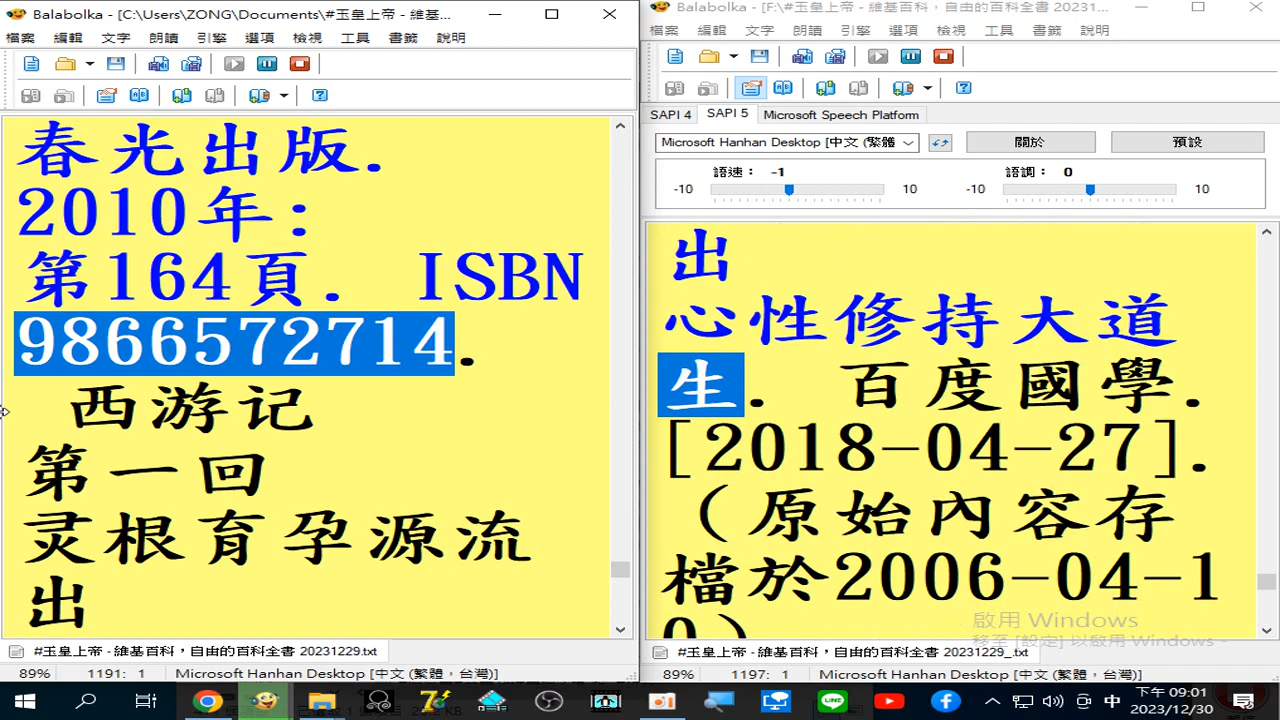 Balabolka - [C:\Users\ZONG\Documents\#玉皇上帝 - 維基...
檔案 編輯 文字 朗讀 引擎 選項 檢視 工具 書籤 說明
春光出版.
2010年:
第164頁. ISBN
9866572714.
西游记
第一回
灵根育孕源流
出
#玉皇上帝 - 維基百科，自由的百科全書 20231229.txt
89% 1191: 1 Microsoft Hanhan Desktop [中文 (繁體，台灣)]
Balabolka - [F:\#玉皇上帝 - 維基百科，自由的百科全書 20231...
檔案 編輯 文字 朗讀 引擎 選項 檢視 工具 書籤 說明
SAPI 4 SAPI 5 Microsoft Speech Platform
Microsoft Hanhan Desktop [中文 (繁體 關於 預設
語速： -1 語調： 0
-10 10 -10 10
出
心性修持大道
生. 百度國學.
[2018-04-27].
（原始內容存
檔於2006-04-1
0）
啟用 Windows
移至 [設定] 以啟用 Windows。
#玉皇上帝 - 維基百科，自由的百科全書 20231229_.txt
89% 1197: 1 Microsoft Hanhan Desktop [中文 (繁體，台灣)]
中 下午 09:01
2023/12/30